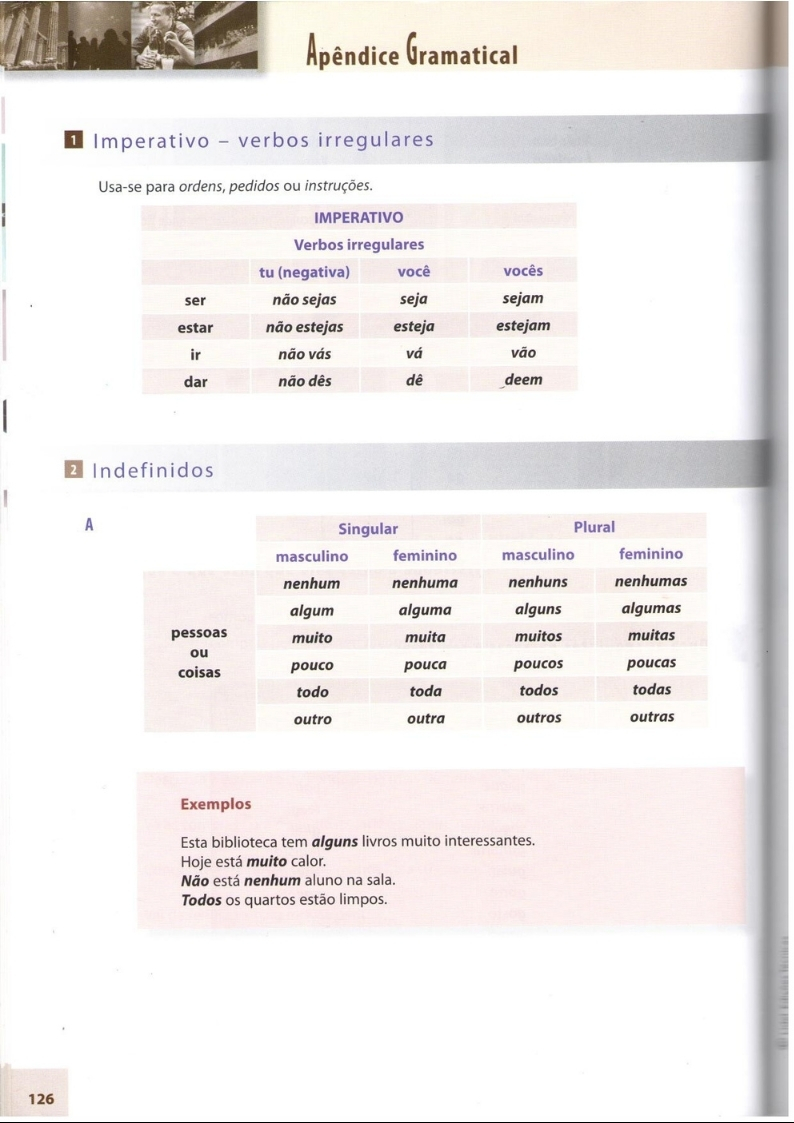 Apêndice Gramatical
1 Imperativo – verbos irregulares
Usa-se para ordens, pedidos ou instruções.
IMPERATIVO
Verbos irregulares
tu (negativa) você vocês
ser não sejas seja sejam
estar não estejas esteja estejam
ir não vás vá vão
dar não dês dê deem
2 Indefinidos
A
Singular Plural
masculino feminino masculino feminino
pessoas ou coisas
nenhum nenhuma nenhuns nenhumas
algum alguma alguns algumas
muito muita muitos muitas
pouco pouca poucos poucas
todo toda todos todas
outro outra outros outras
Exemplos
Esta biblioteca tem alguns livros muito interessantes.
Hoje está muito calor.
Não está nenhum aluno na sala.
Todos os quartos estão limpos.
126